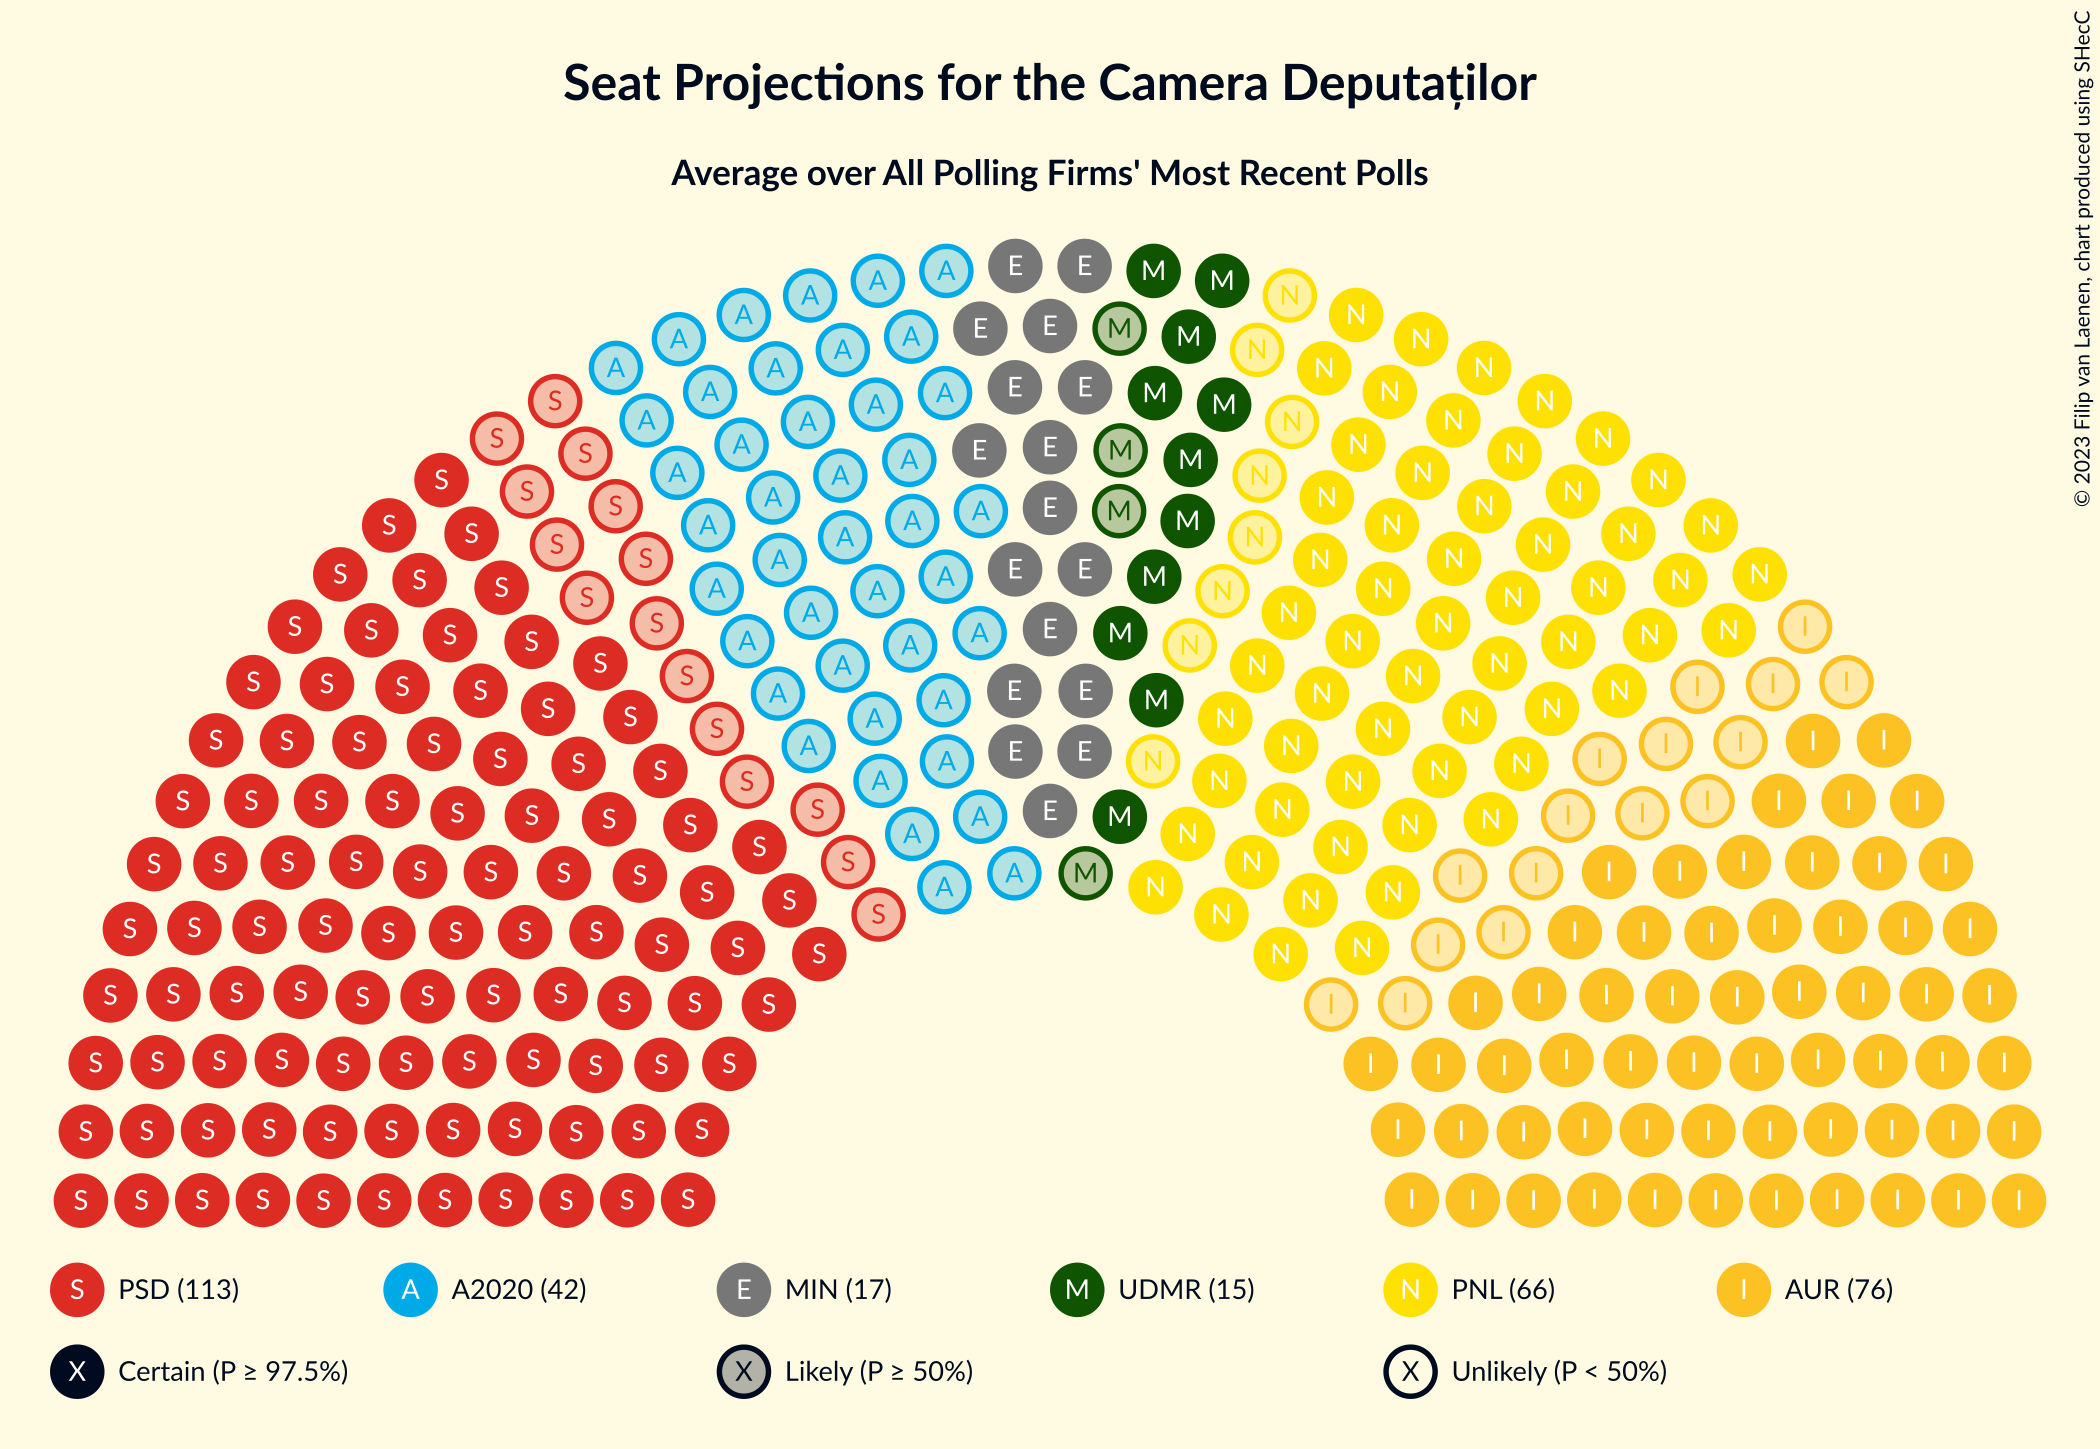 Seat Projections for the Camera Deputaților
Average over All Polling Firms' Most Recent Polls
© 2023 Filip van Laenen, chart produced using SHecC
S PSD (113) A A2020 (42) E MIN (17) M UDMR (15) N PNL (66) I AUR (76)
X Certain (P ≥ 97.5%) X Likely (P ≥ 50%) X Unlikely (P < 50%)